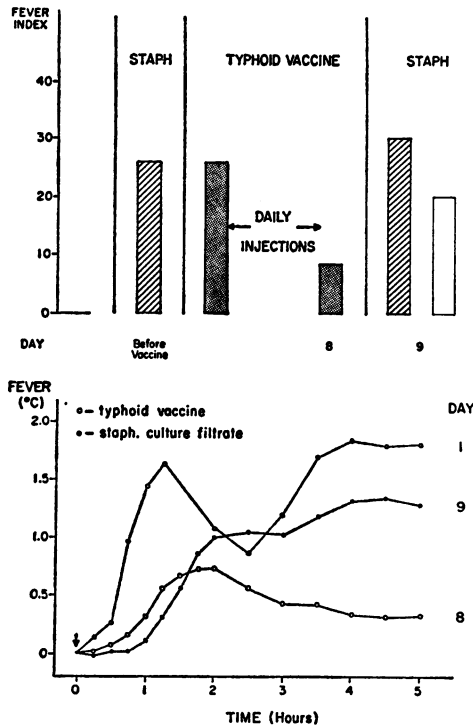 FEVER
INDEX
STAPH
TYPHOID VACCINE
STAPH
40
30
20
10
0
DAILY
INJECTIONS
DAY
Before
Vaccine
8
9
FEVER
(°C)
o - typhoid vaccine
• - staph. culture filtrate
DAY
2.0
1.5
1.0
0.5
0
1
9
8
0
1
2
3
4
5
TIME (Hours)